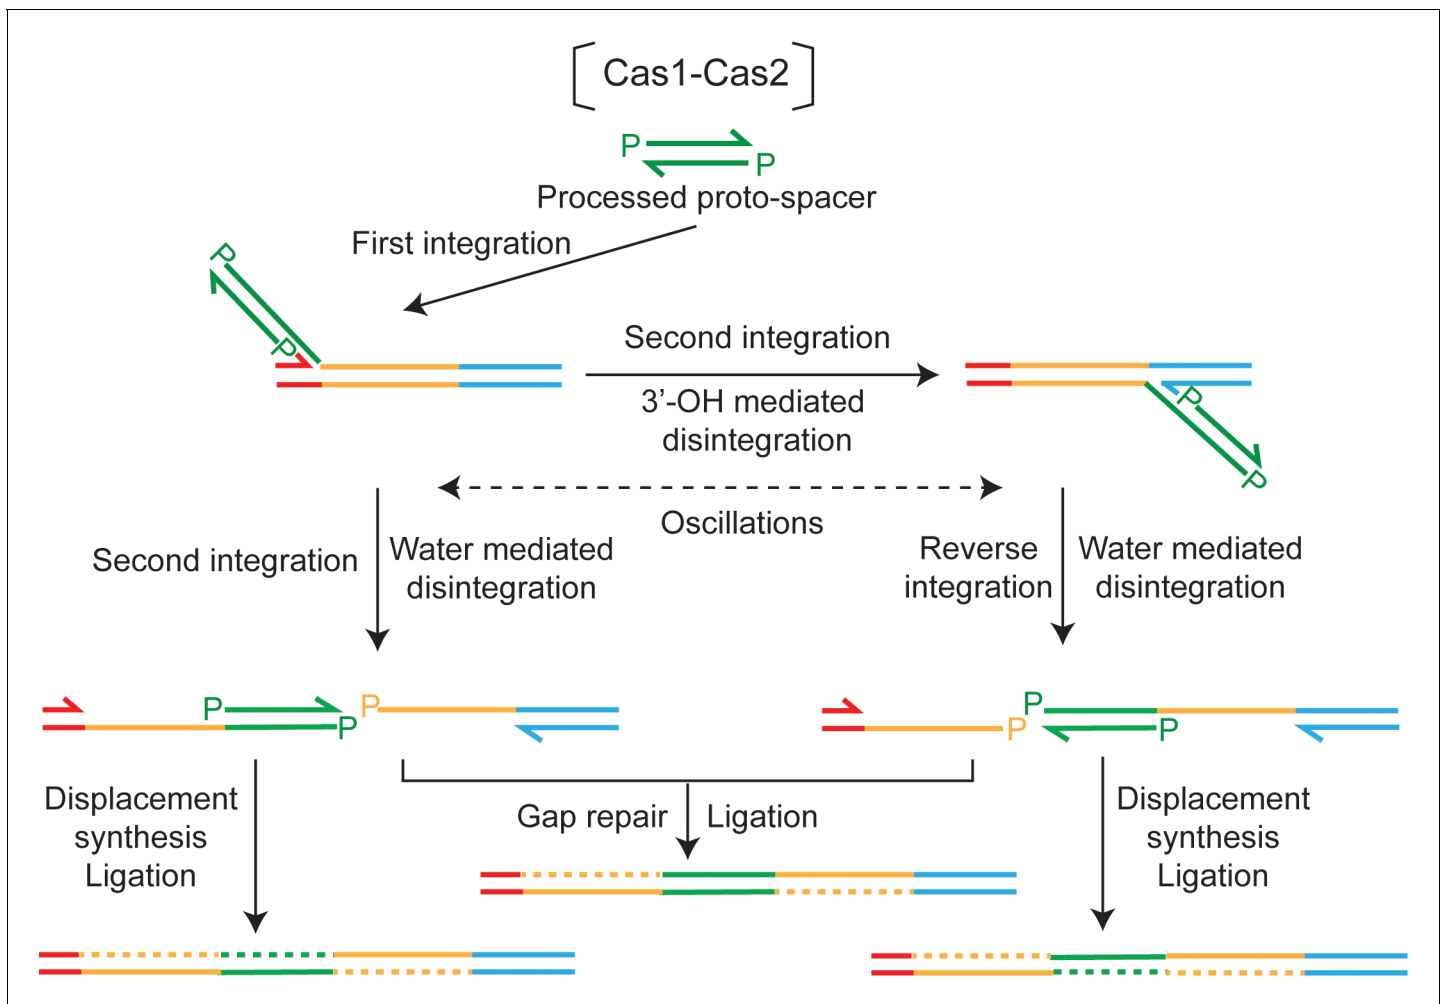 Cas1-Cas2
P
P
Processed proto-spacer
First integration
P
P
Second integration
3'-OH mediated
disintegration
P
P
Oscillations
Second integration
Water mediated
disintegration
Reverse
integration
Water mediated
disintegration
P
P
P
P
P
P
Displacement
synthesis
Ligation
Gap repair
Ligation
Displacement
synthesis
Ligation